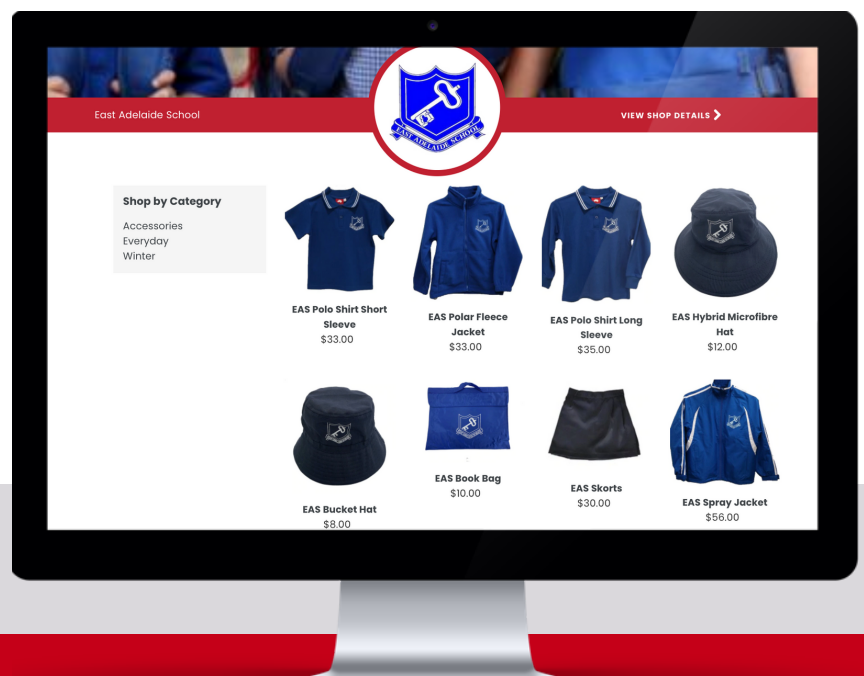 East Adelaide School
EAST ADELAIDE SCHOOL
VIEW SHOP DETAILS
Shop by Category
Accessories
Everyday
Winter
EAS Polo Shirt Short
Sleeve
$33.00
EAS Polar Fleece
Jacket
$33.00
EAS Polo Shirt Long
Sleeve
$35.00
EAS Hybrid Microfibre
Hat
$12.00
EAS Bucket Hat
$8.00
EAS Book Bag
$10.00
EAS Skorts
$30.00
EAS Spray Jacket
$56.00